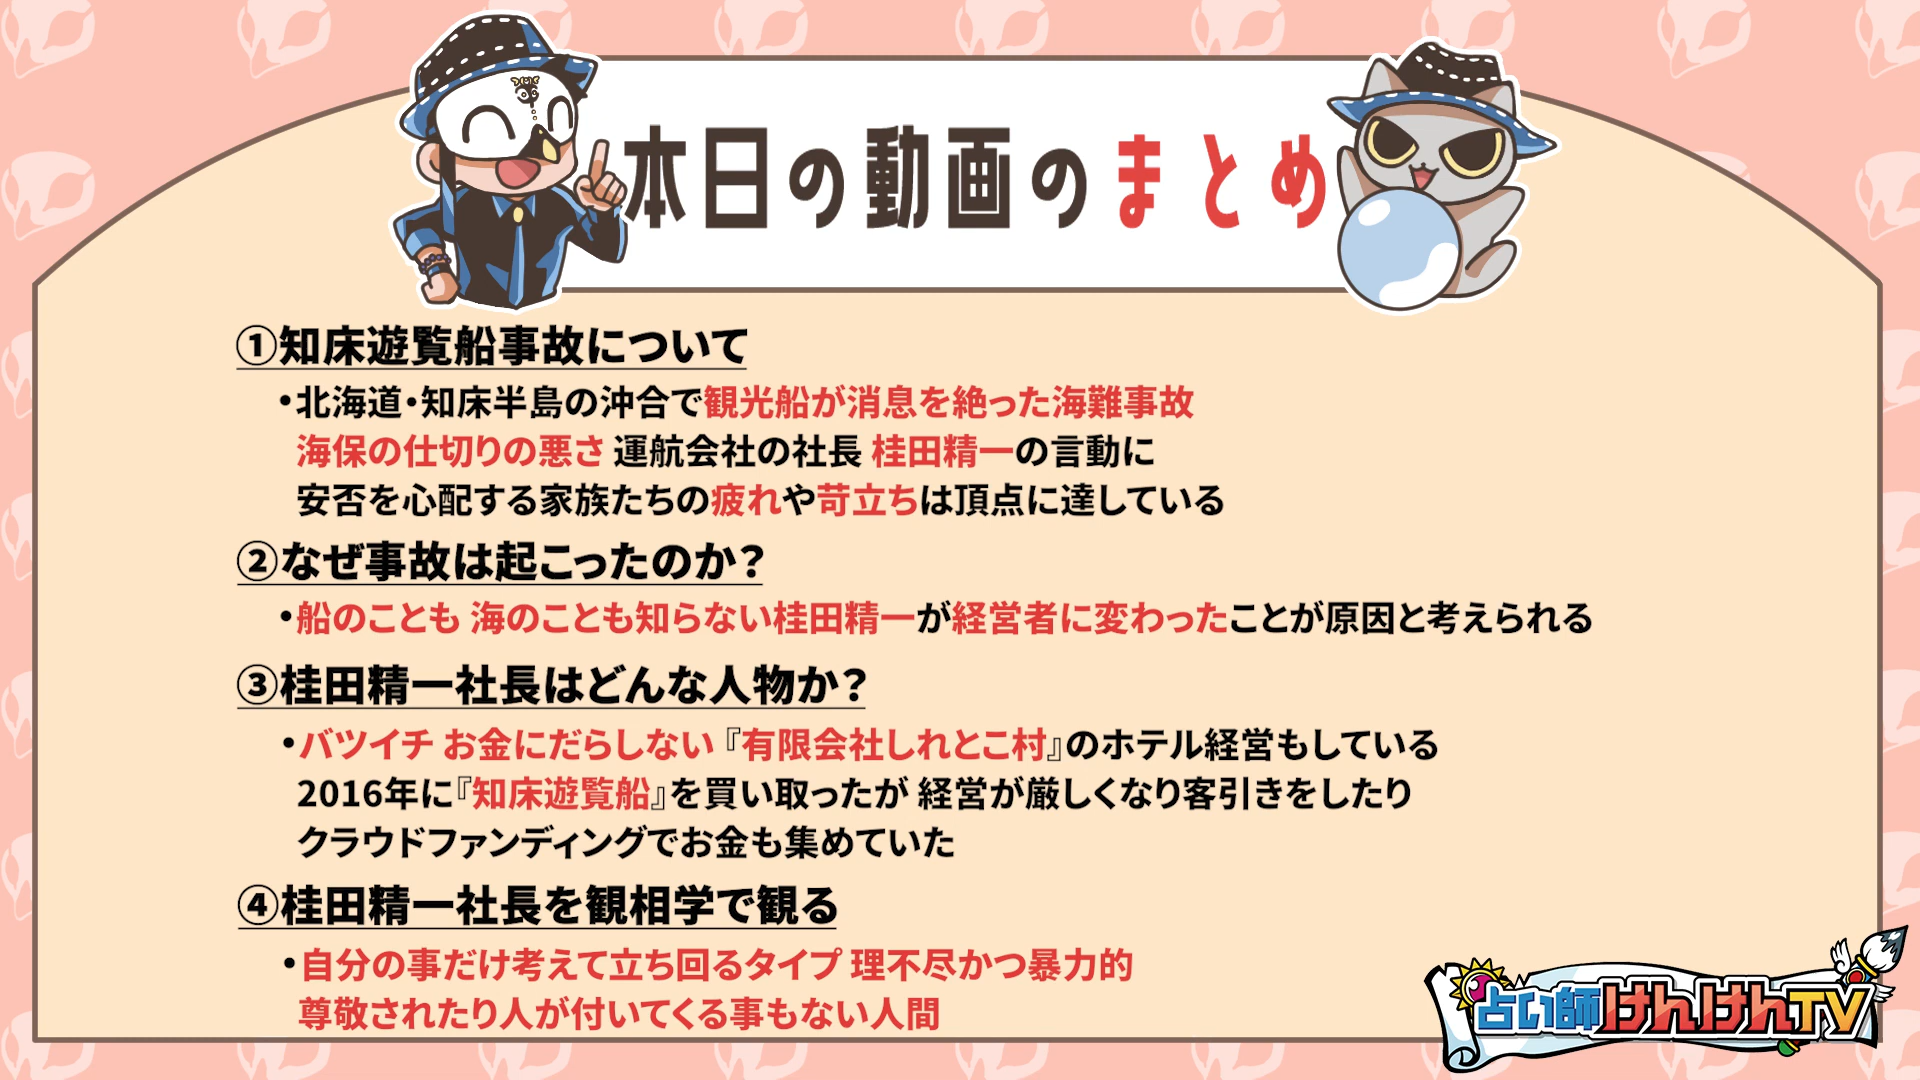 本日の動画のまとめ
①知床遊覧船事故について
・北海道・知床半島の沖合で観光船が消息を絶った海難事故
海保の仕切りの悪さ 運航会社の社長 桂田精一の言動に
安否を心配する家族たちの疲れや苛立ちは頂点に達している
②なぜ事故は起こったのか？
・船のことも 海のことも知らない桂田精一が経営者に変わったことが原因と考えられる
③桂田精一社長はどんな人物か？
・バツイチ お金にだらしない『有限会社しれとこ村』のホテル経営もしている
2016年に『知床遊覧船』を買い取ったが 経営が厳しくなり客引きをしたり
クラウドファンディングでお金も集めていた
④桂田精一社長を観相学で観る
・自分の事だけ考えて立ち回るタイプ 理不尽かつ暴力的
尊敬されたり人が付いてくる事もない人間
占い師けんけんTV